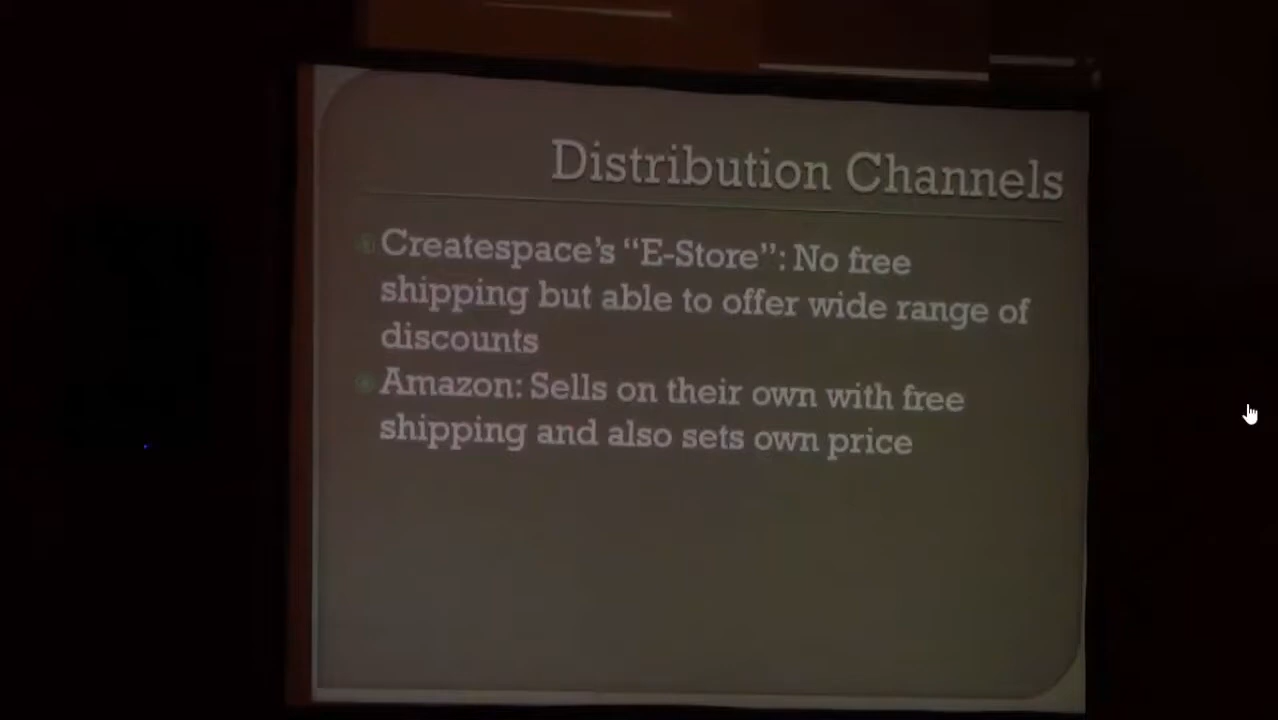 Distribution Channels
Createspace's “E-Store”: No free
shipping but able to offer wide range of
discounts
Amazon: Sells on their own with free
shipping and also sets own price